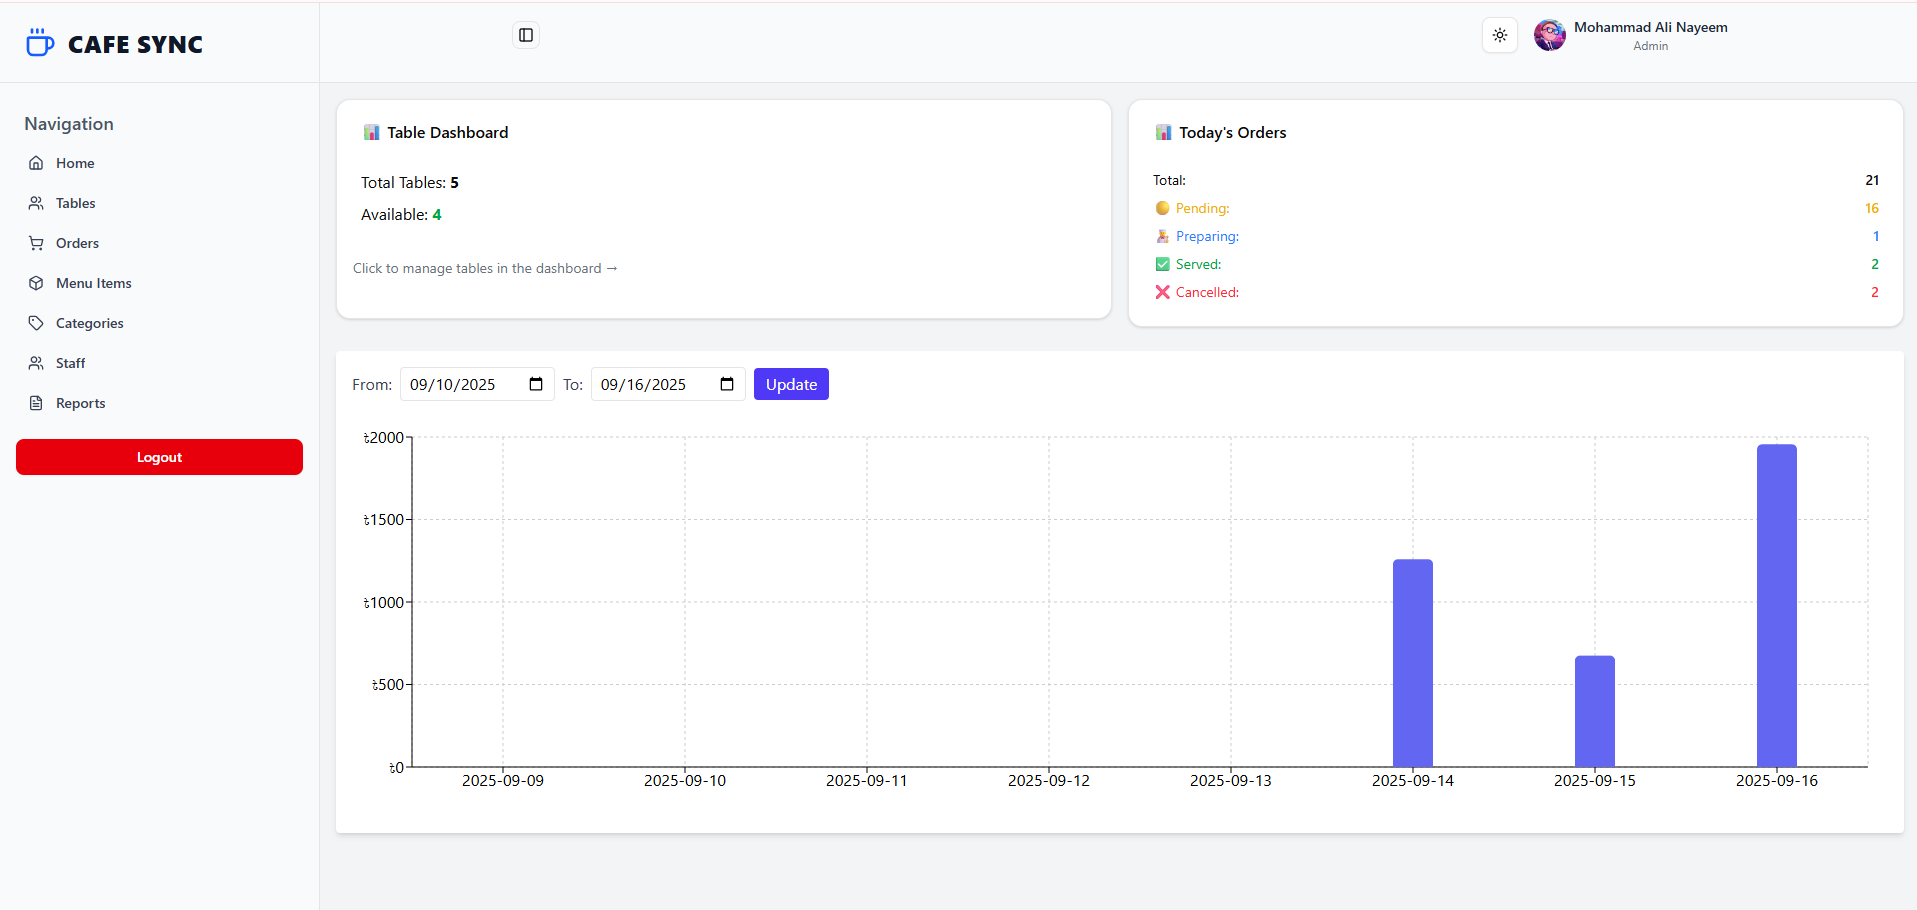 CAFE SYNC
Mohammad Ali Nayeem
Admin
Navigation
Home
Tables
Orders
Menu Items
Categories
Staff
Reports
Logout
Table Dashboard
Total Tables: 5
Available: 4
Click to manage tables in the dashboard →
Today's Orders
Total: 21
Pending: 16
Preparing: 1
Served: 2
Cancelled: 2
From: 09/10/2025 To: 09/16/2025 Update
৳2000
৳1500
৳1000
৳500
৳0
2025-09-09 2025-09-10 2025-09-11 2025-09-12 2025-09-13 2025-09-14 2025-09-15 2025-09-16